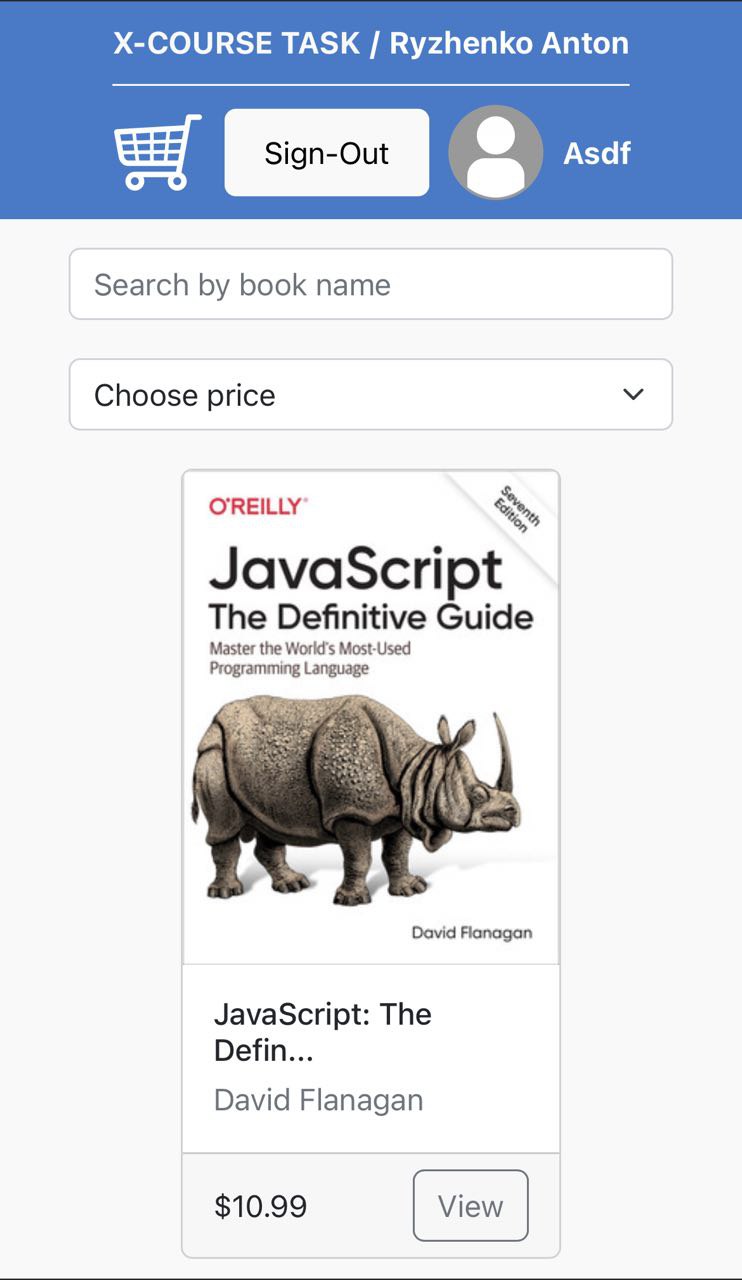 X-COURSE TASK / Ryzhenko Anton
Sign-Out
Asdf
Search by book name
Choose price
O'REILLY®
Seventh
Edition
JavaScript
The Definitive Guide
Master the World's Most-Used
Programming Language
David Flanagan
JavaScript: The
Defin...
David Flanagan
$10.99
View